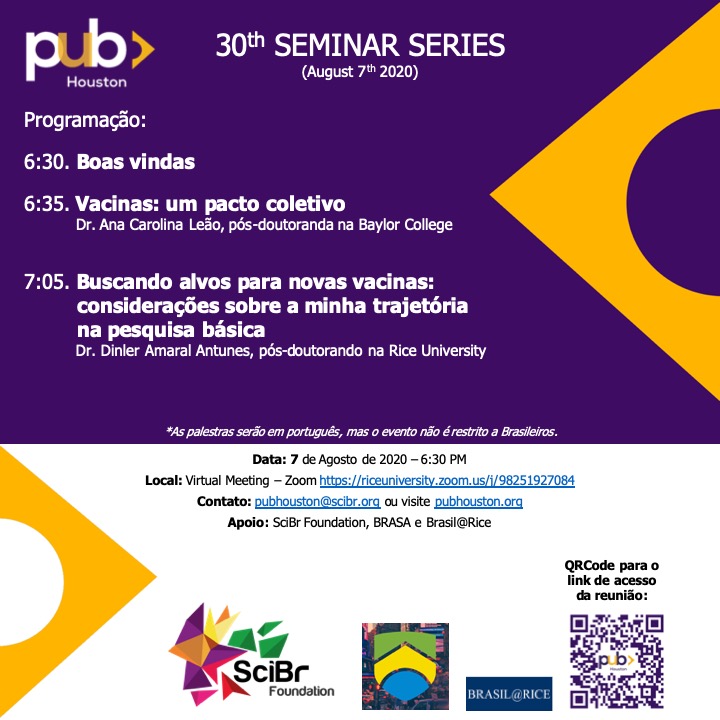 pub
Houston
30th SEMINAR SERIES
(August 7th 2020)
Programação:
6:30. Boas vindas
6:35. Vacinas: um pacto coletivo
Dr. Ana Carolina Leão, pós-doutoranda na Baylor College
7:05. Buscando alvos para novas vacinas:
considerações sobre a minha trajetória
na pesquisa básica
Dr. Dinler Amaral Antunes, pós-doutorando na Rice University
*As palestras serão em português, mas o evento não é restrito a Brasileiros.
Data: 7 de Agosto de 2020 – 6:30 PM
Local: Virtual Meeting – Zoom https://riceuniversity.zoom.us/j/98251927084
Contato: pubhouston@scibr.org ou visite pubhouston.org
Apoio: SciBr Foundation, BRASA e Brasil@Rice
QRCode para o
link de acesso
da reunião:
SciBr
Foundation
BRASIL@RICE
pub
Houston